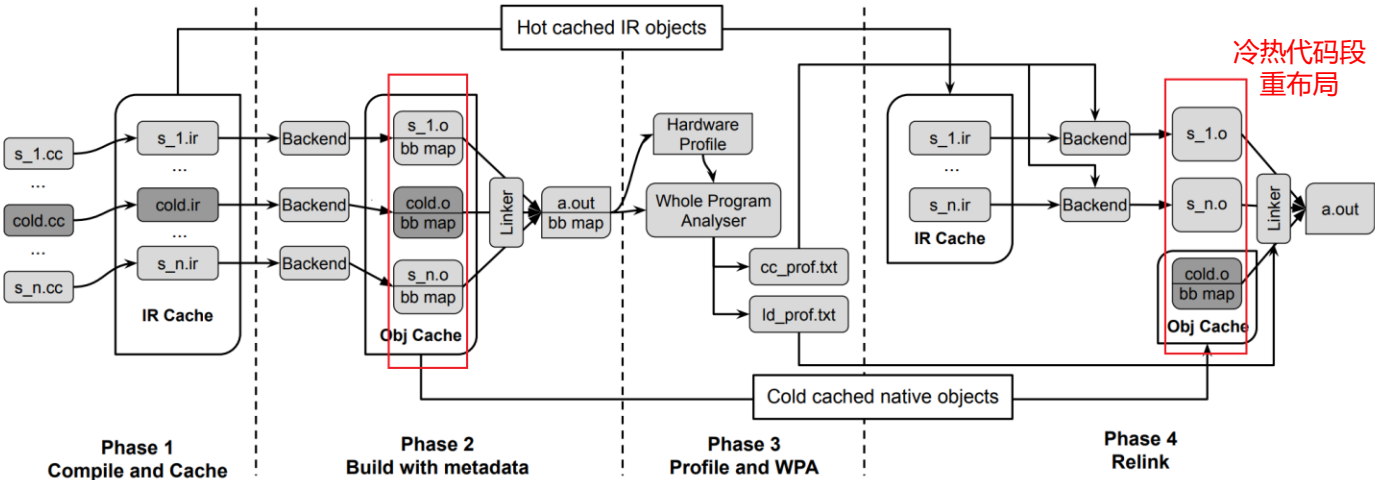 Hot cached IR objects
冷热代码段
重布局
s_1.cc
...
cold.cc
...
s_n.cc
s_1.ir
...
cold.ir
...
s_n.ir
IR Cache
Backend
Backend
Backend
s_1.o
bb map
cold.o
bb map
s_n.o
bb map
Obj Cache
Linker
a.out
bb map
Hardware
Profile
Whole Program
Analyser
cc_prof.txt
ld_prof.txt
s_1.ir
...
s_n.ir
IR Cache
Backend
Backend
s_1.o
s_n.o
cold.o
bb map
Obj Cache
Linker
a.out
Cold cached native objects
Phase 1
Compile and Cache
Phase 2
Build with metadata
Phase 3
Profile and WPA
Phase 4
Relink